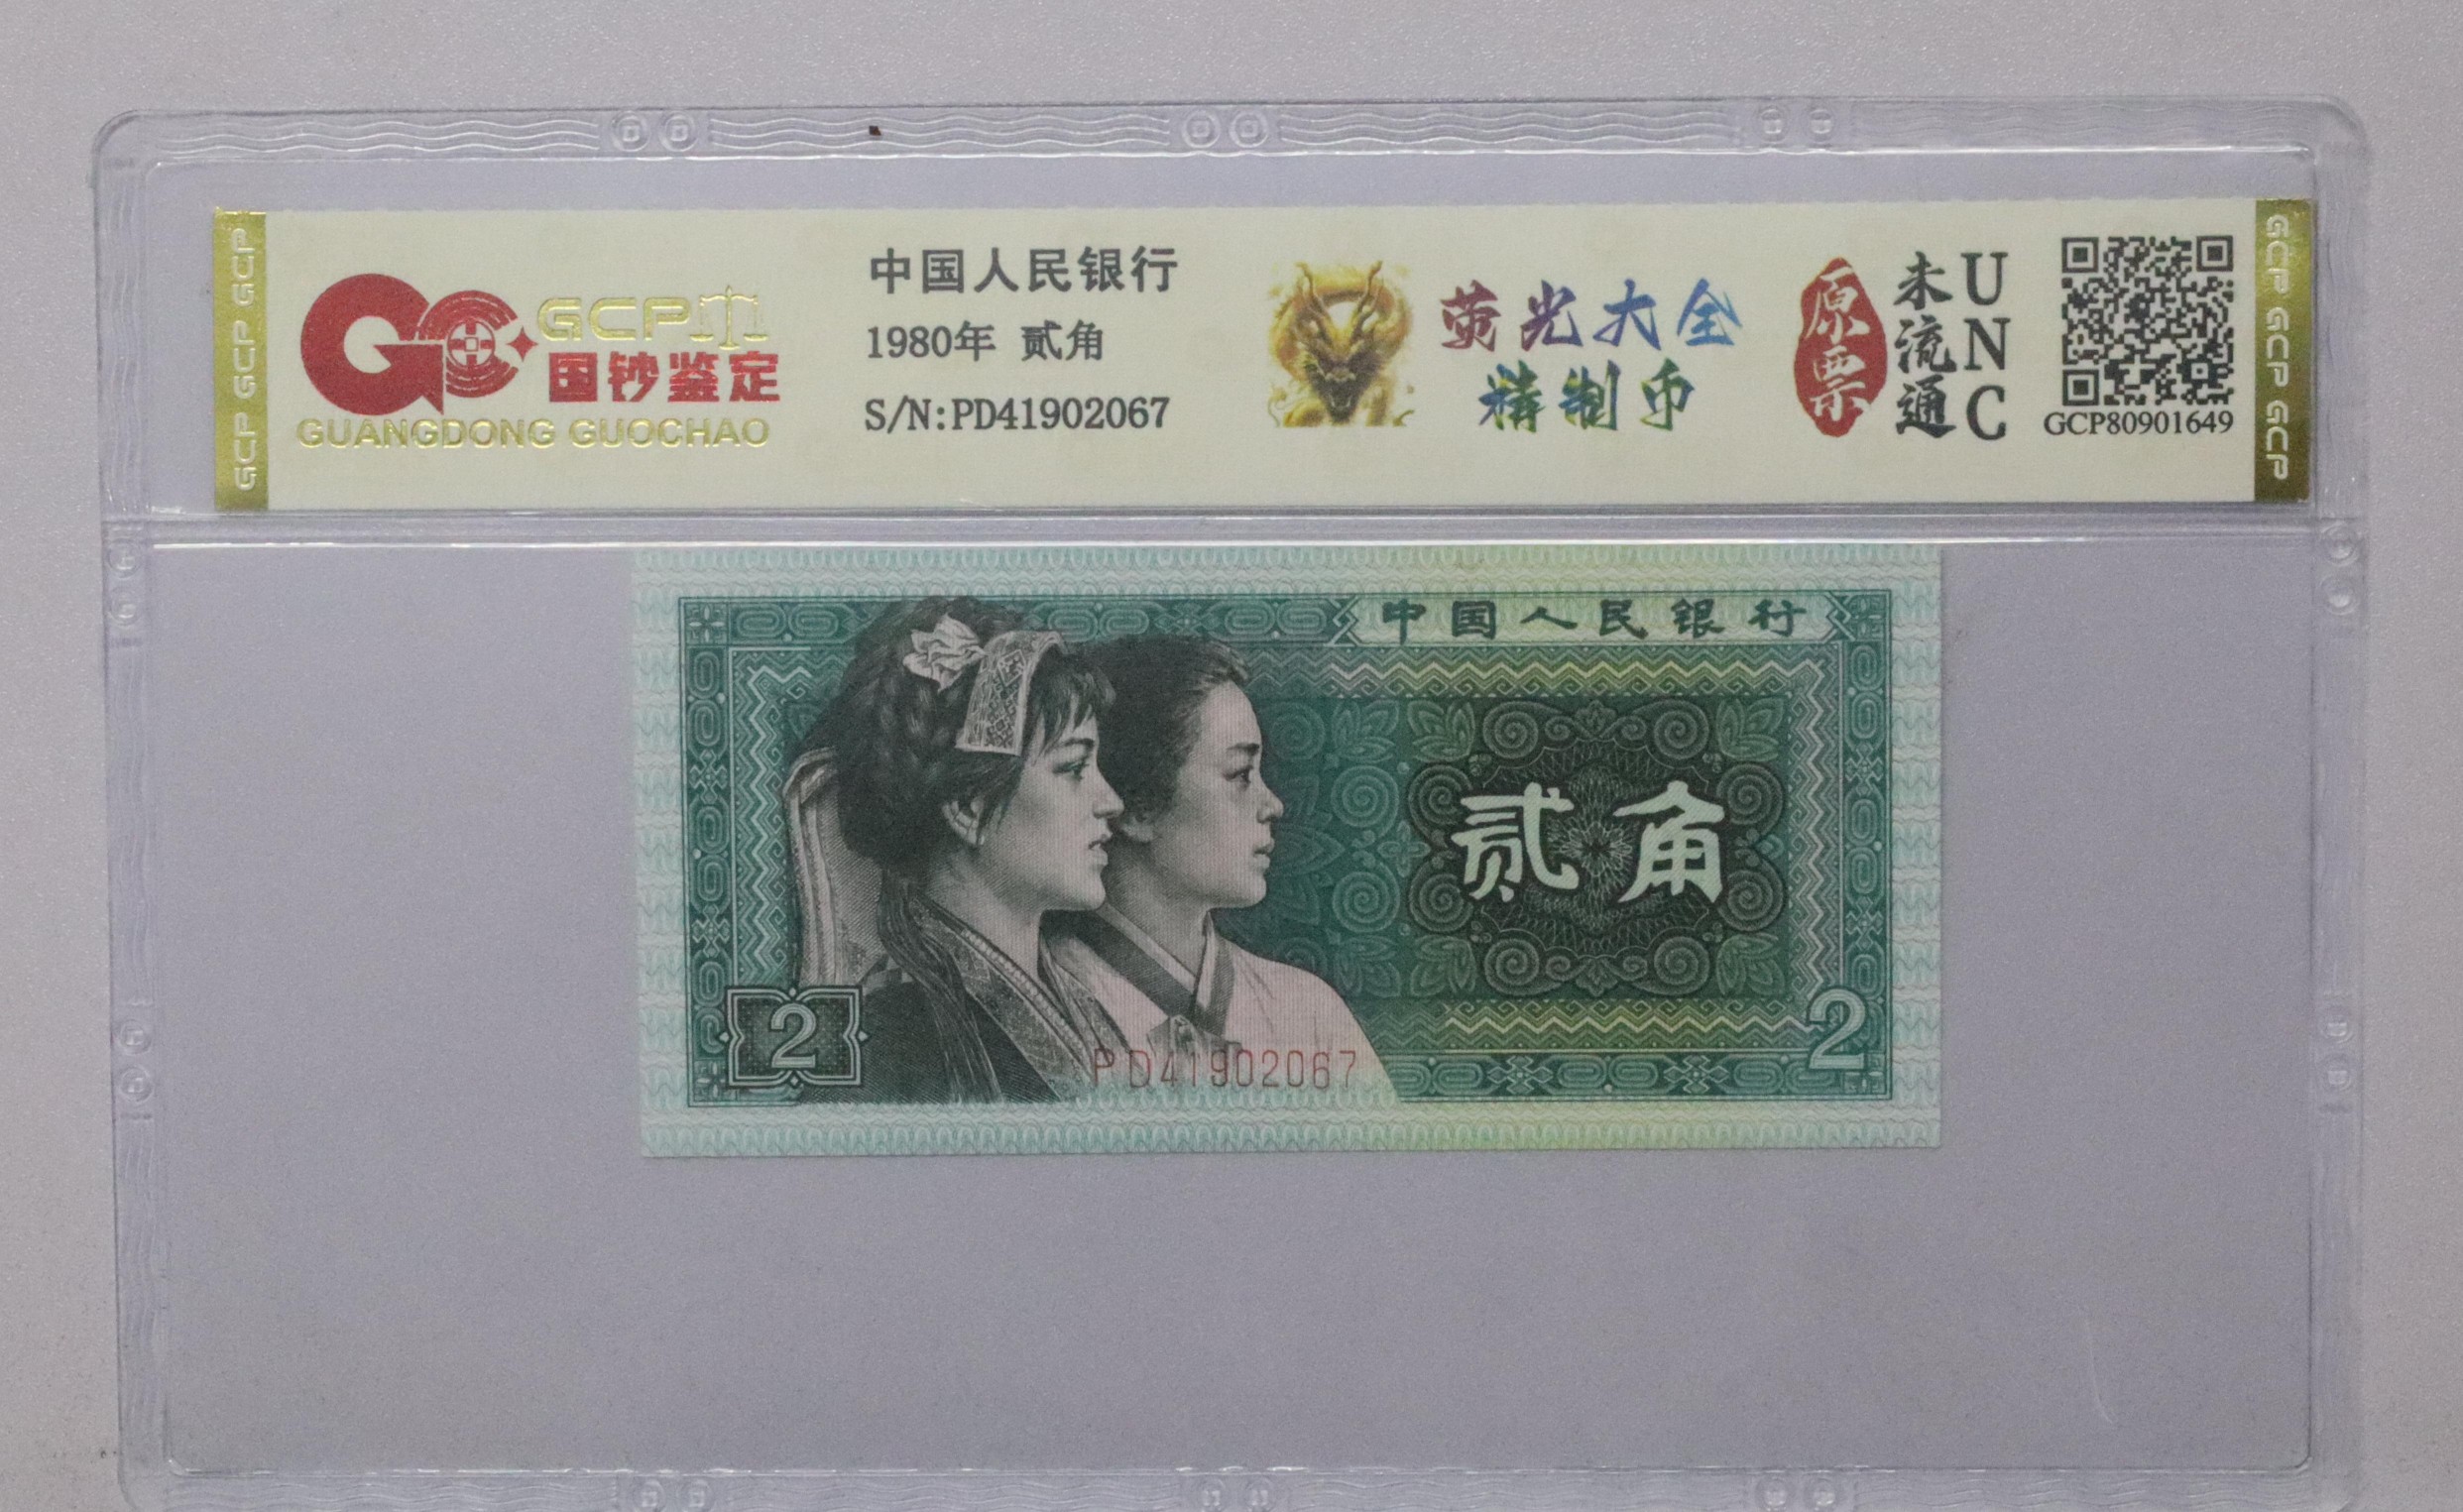 GCP GCP GCP
GCP
国钞鉴定
GUANGDONG GUOCHAO
中国人民银行
1980年 贰角
S/N:PD41902067
荧光大全
精制币
原票
未流通
UNC
GCP80901649
GCP GCP GCP
中国人民银行
贰角
2
PD41902067
2